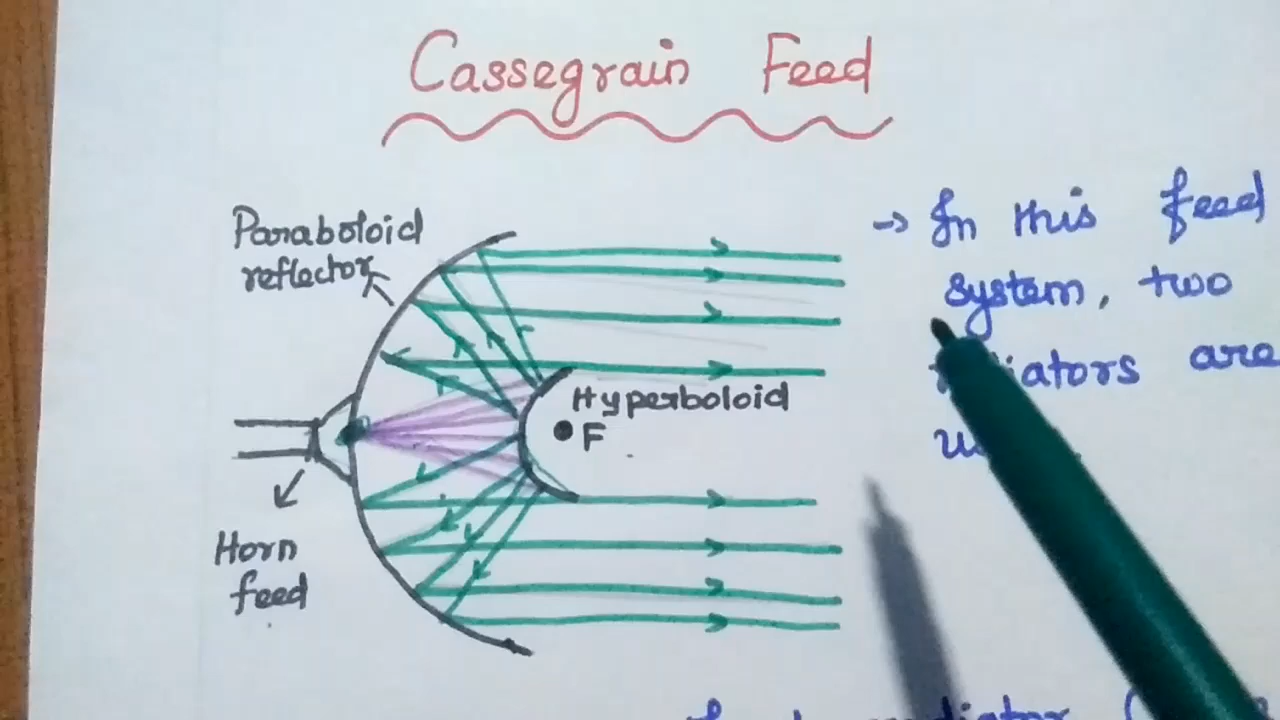 Cassegrain Feed
Paraboloid
reflector
Hyperboloid
F
Horn
feed
→ In this feed
system, two
are